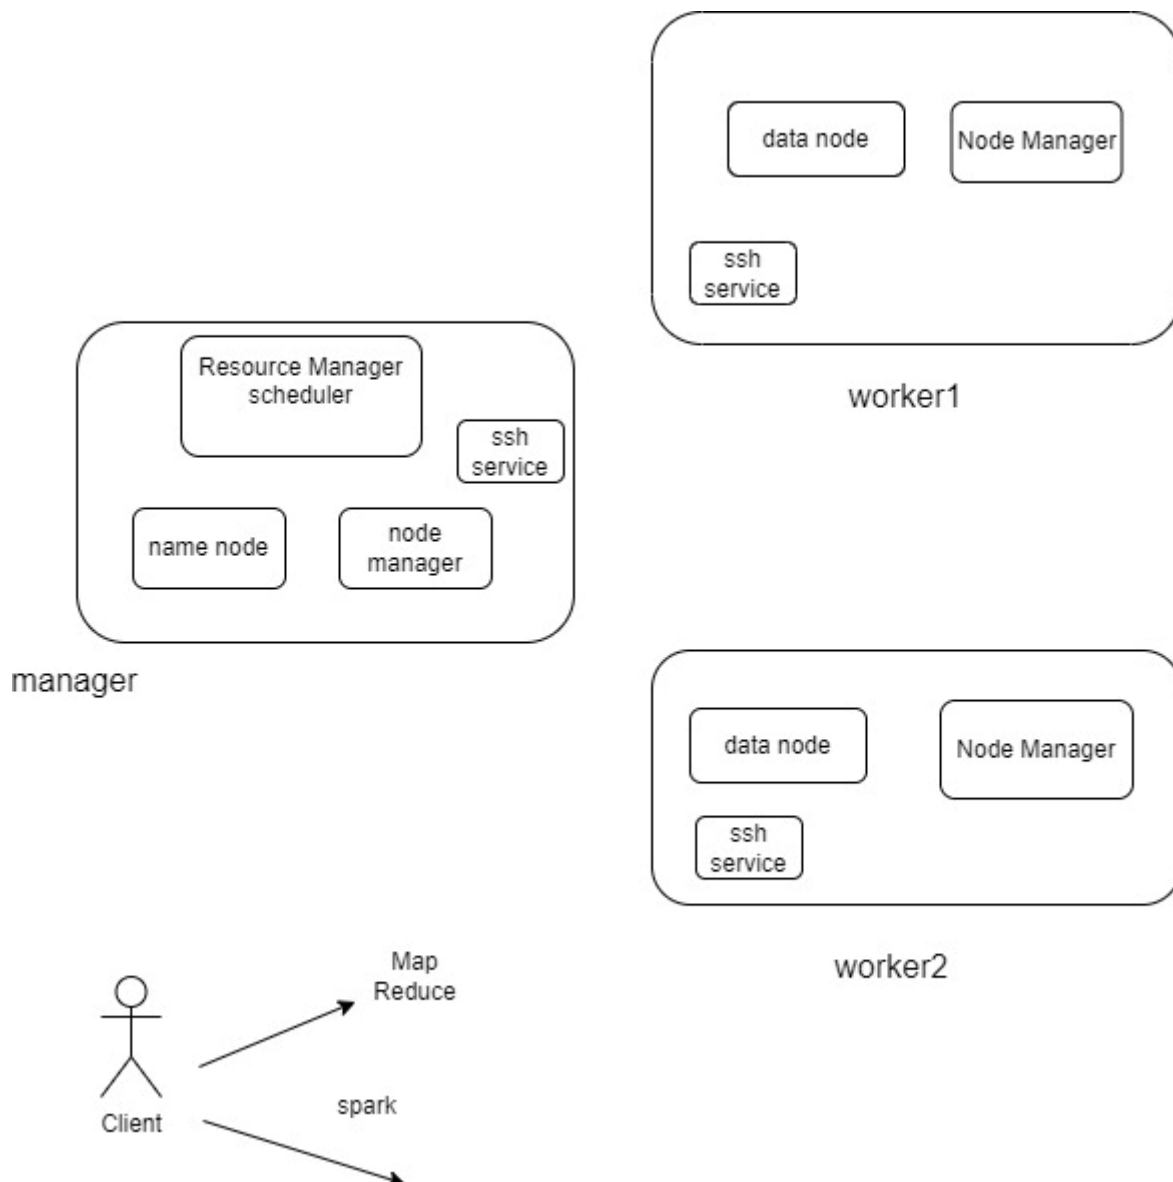 data node
Node Manager
ssh
service
worker1
Resource Manager
scheduler
ssh
service
name node
node
manager
manager
data node
Node Manager
ssh
service
worker2
Map
Reduce
spark
Client